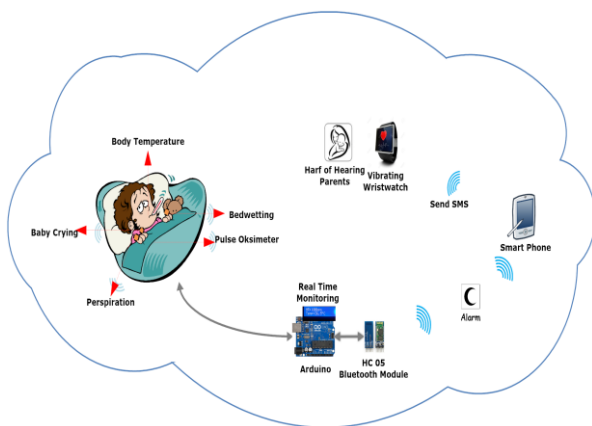 Body Temperature
Harf of Hearing
Parents
Vibrating
Wristwatch
Bedwetting
Send SMS
Baby Crying
Pulse Oksimeter
Smart Phone
Perspiration
Real Time
Monitoring
Alarm
Arduino
HC 05
Bluetooth Module